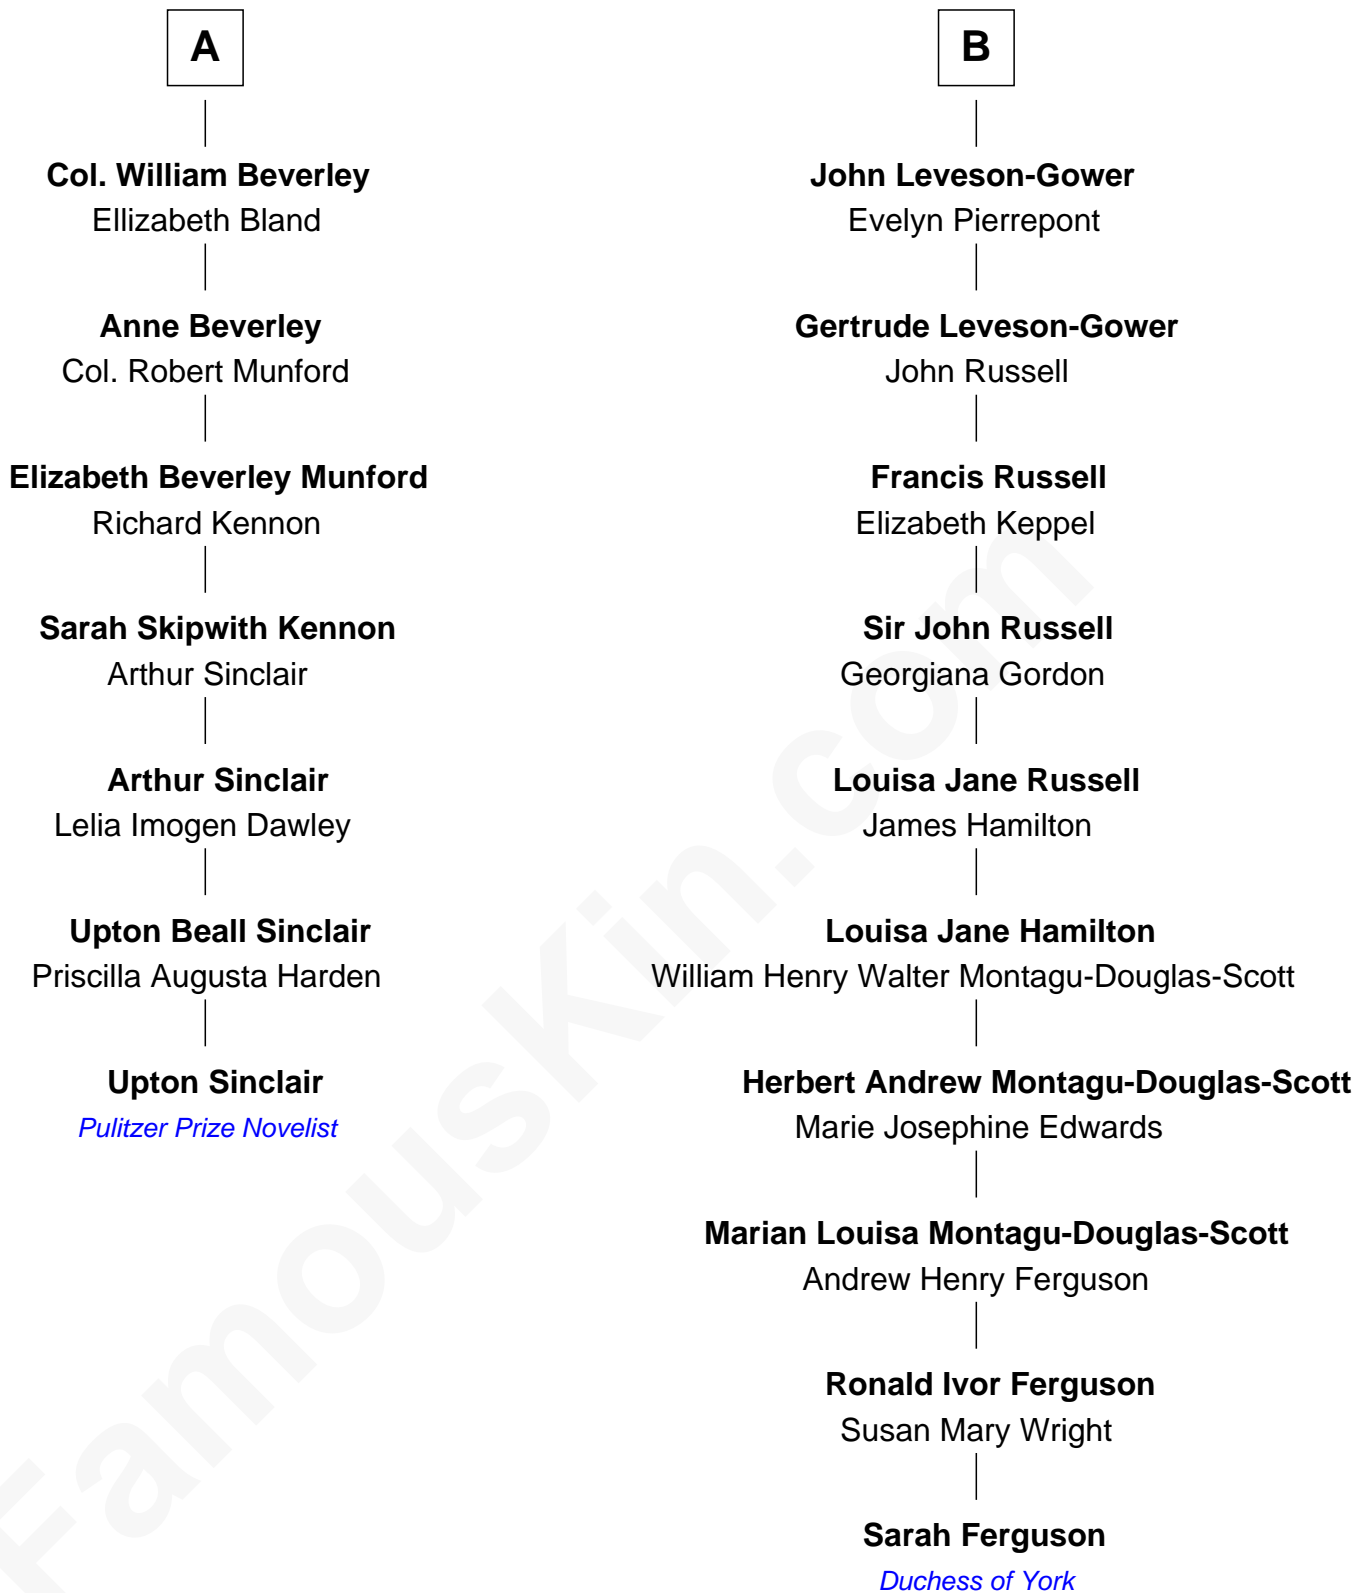 A
Col. William Beverley
Ellizabeth Bland
Anne Beverley
Col. Robert Munford
Elizabeth Beverley Munford
Richard Kennon
Sarah Skipwith Kennon
Arthur Sinclair
Arthur Sinclair
Lelia Imogen Dawley
Upton Beall Sinclair
Priscilla Augusta Harden
Upton Sinclair
Pulitzer Prize Novelist
B
John Leveson-Gower
Evelyn Pierrepont
Gertrude Leveson-Gower
John Russell
Francis Russell
Elizabeth Keppel
Sir John Russell
Georgiana Gordon
Louisa Jane Russell
James Hamilton
Louisa Jane Hamilton
William Henry Walter Montagu-Douglas-Scott
Herbert Andrew Montagu-Douglas-Scott
Marie Josephine Edwards
Marian Louisa Montagu-Douglas-Scott
Andrew Henry Ferguson
Ronald Ivor Ferguson
Susan Mary Wright
Sarah Ferguson
Duchess of York
FamousKin.com